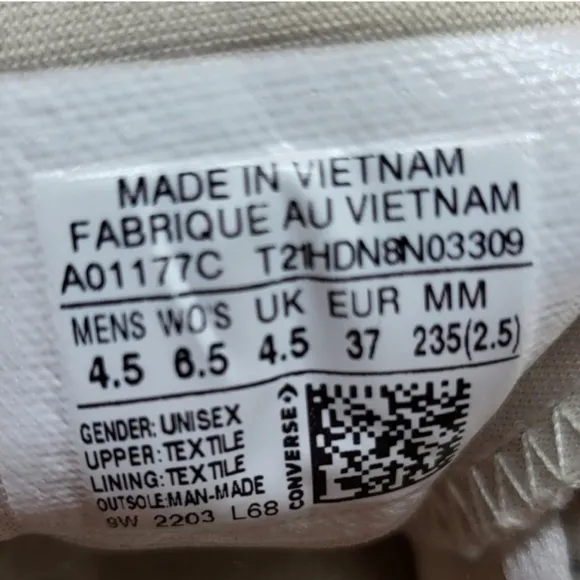 MADE IN VIETNAM
FABRIQUE AU VIETNAM
A01177C T21HDN8N03309
MENS WO'S UK EUR MM
4.5 6.5 4.5 37 235(2.5)
GENDER: UNISEX
UPPER: TEXTILE
LINING: TEXTILE
OUTSOLE:MAN-MADE
9W 2203 L68
CONVERSE